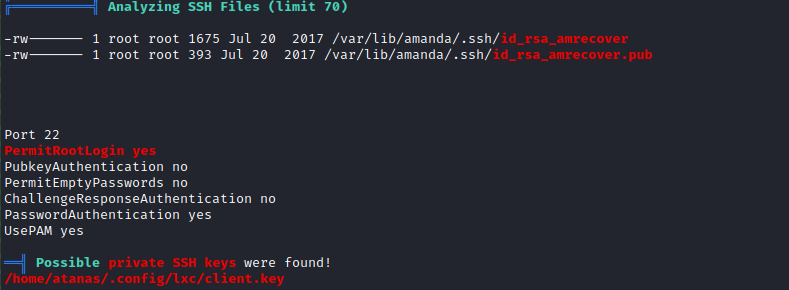 Analyzing SSH Files (limit 70)
-rw------- 1 root root 1675 Jul 20  2017 /var/lib/amanda/.ssh/id_rsa_amrecover
-rw------- 1 root root 393 Jul 20  2017 /var/lib/amanda/.ssh/id_rsa_amrecover.pub
Port 22
PermitRootLogin yes
PubkeyAuthentication no
PermitEmptyPasswords no
ChallengeResponseAuthentication no
PasswordAuthentication yes
UsePAM yes
Possible private SSH keys were found!
/home/atanas/.config/lxc/client.key